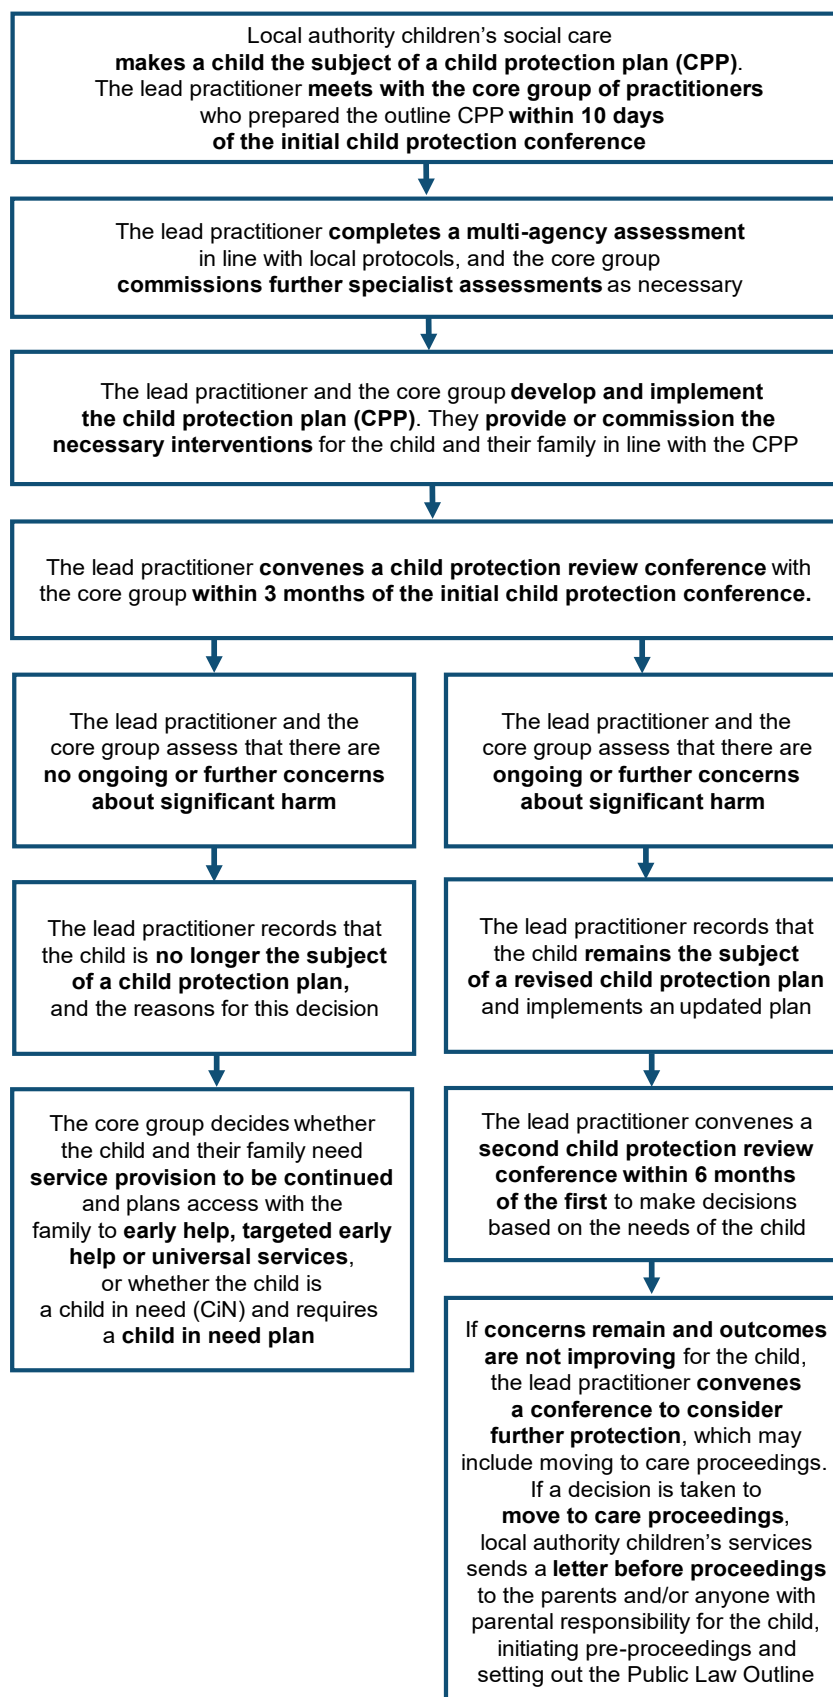 Local authority children’s social care
makes a child the subject of a child protection plan (CPP).
The lead practitioner meets with the core group of practitioners
who prepared the outline CPP within 10 days
of the initial child protection conference
The lead practitioner completes a multi-agency assessment
in line with local protocols, and the core group
commissions further specialist assessments as necessary
The lead practitioner and the core group develop and implement
the child protection plan (CPP). They provide or commission the
necessary interventions for the child and their family in line with the CPP
The lead practitioner convenes a child protection review conference with
the core group within 3 months of the initial child protection conference.
The lead practitioner and the
core group assess that there are
no ongoing or further concerns
about significant harm
The lead practitioner records that
the child is no longer the subject
of a child protection plan,
and the reasons for this decision
The core group decides whether
the child and their family need
service provision to be continued
and plans access with the
family to early help, targeted early
help or universal services,
or whether the child is
a child in need (CiN) and requires
a child in need plan
The lead practitioner and the
core group assess that there are
ongoing or further concerns
about significant harm
The lead practitioner records that
the child remains the subject
of a revised child protection plan
and implements an updated plan
The lead practitioner convenes a
second child protection review
conference within 6 months
of the first to make decisions
based on the needs of the child
If concerns remain and outcomes
are not improving for the child,
the lead practitioner convenes
a conference to consider
further protection, which may
include moving to care proceedings.
If a decision is taken to
move to care proceedings,
local authority children’s services
sends a letter before proceedings
to the parents and/or anyone with
parental responsibility for the child,
initiating pre-proceedings and
setting out the Public Law Outline